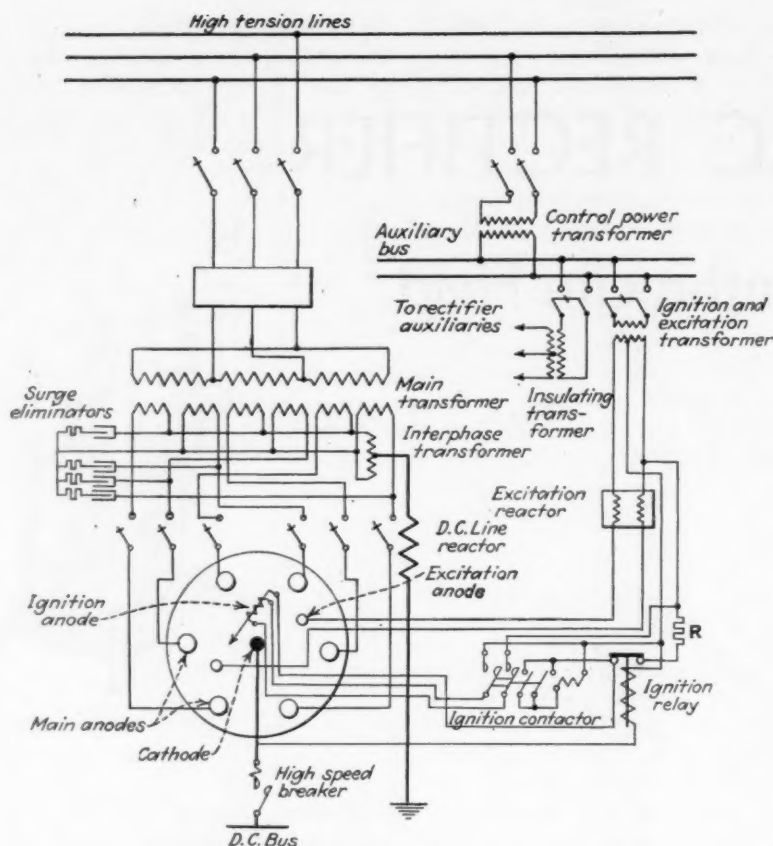 High tension lines
Control power
transformer
Auxiliary
bus
To rectifier
auxiliaries
Ignition and
excitation
transformer
Insulating
trans-
former
Main
transformer
Surge
eliminators
Interphase
transformer
Excitation
reactor
D.C. Line
reactor
Excitation
anode
Ignition
anode
R
Ignition
relay
Ignition contactor
Main anodes
Cathode
High speed
breaker
D.C. Bus